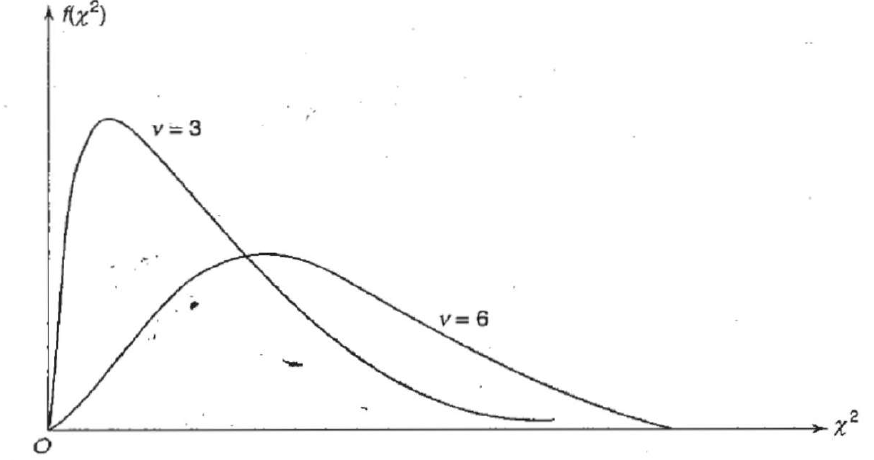 f(χ²)
ν = 3
ν = 6
χ²
O